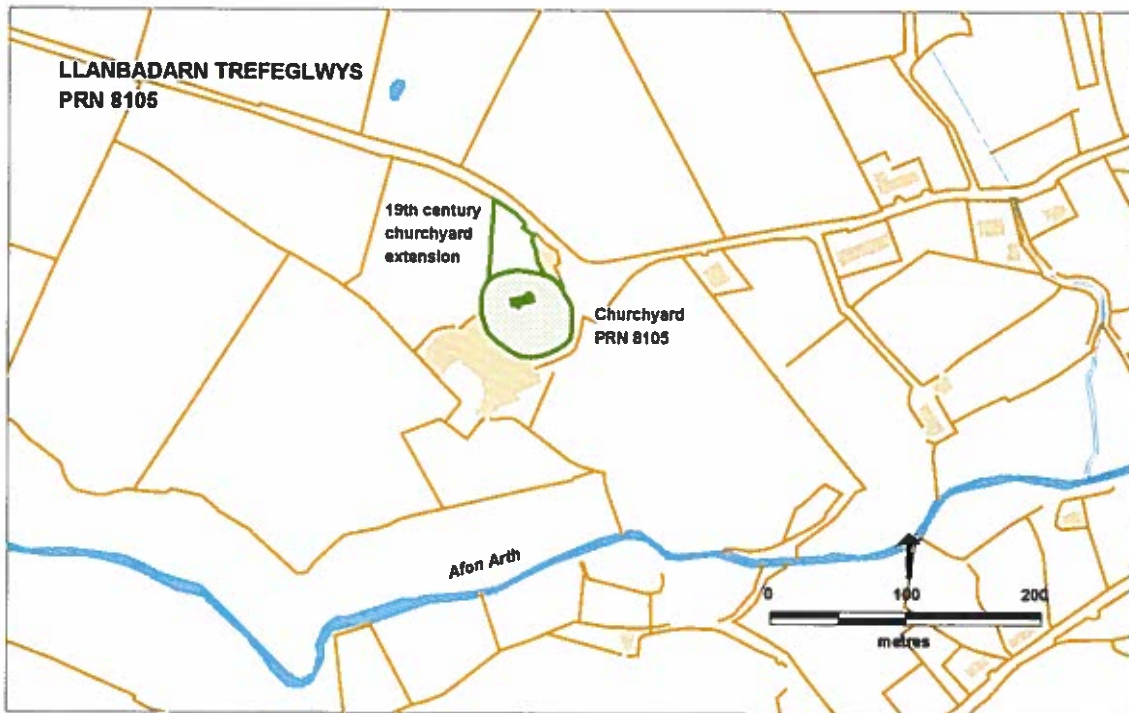 LLANBADARN TREFEGLWYS
PRN 8105
19th century
churchyard
extension
Churchyard
PRN 8105
Afon Arth
0 100 200
metres